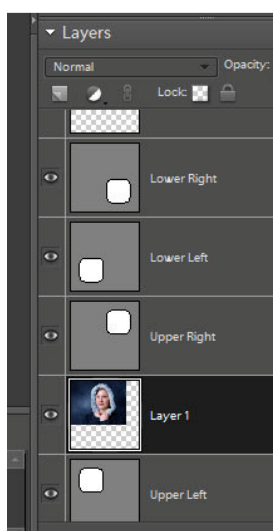 Layers
Normal Opacity:
Lock:
Lower Right
Lower Left
Upper Right
Layer 1
Upper Left